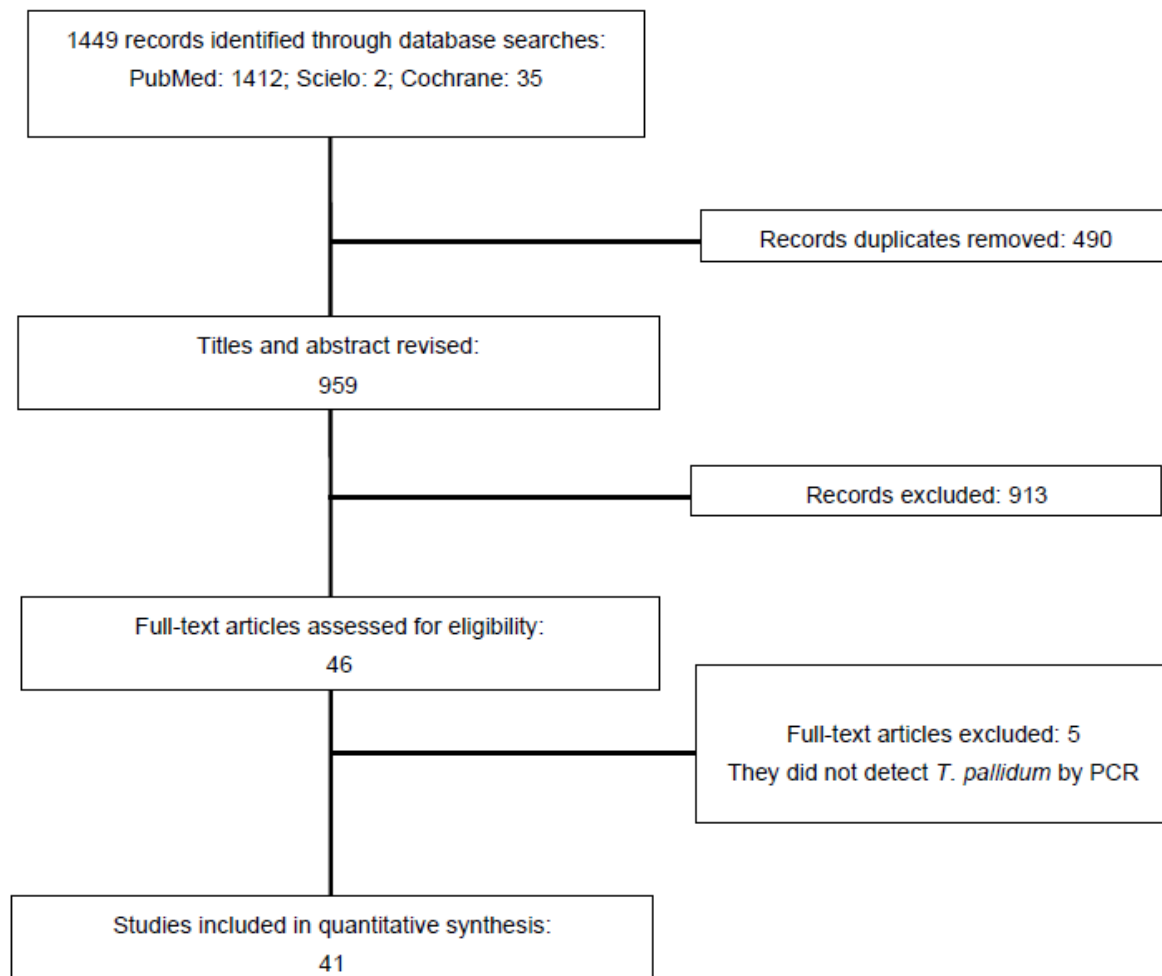 1449 records identified through database searches:
PubMed: 1412; Scielo: 2; Cochrane: 35
Records duplicates removed: 490
Titles and abstract revised:
959
Records excluded: 913
Full-text articles assessed for eligibility:
46
Full-text articles excluded: 5
They did not detect T. pallidum by PCR
Studies included in quantitative synthesis:
41